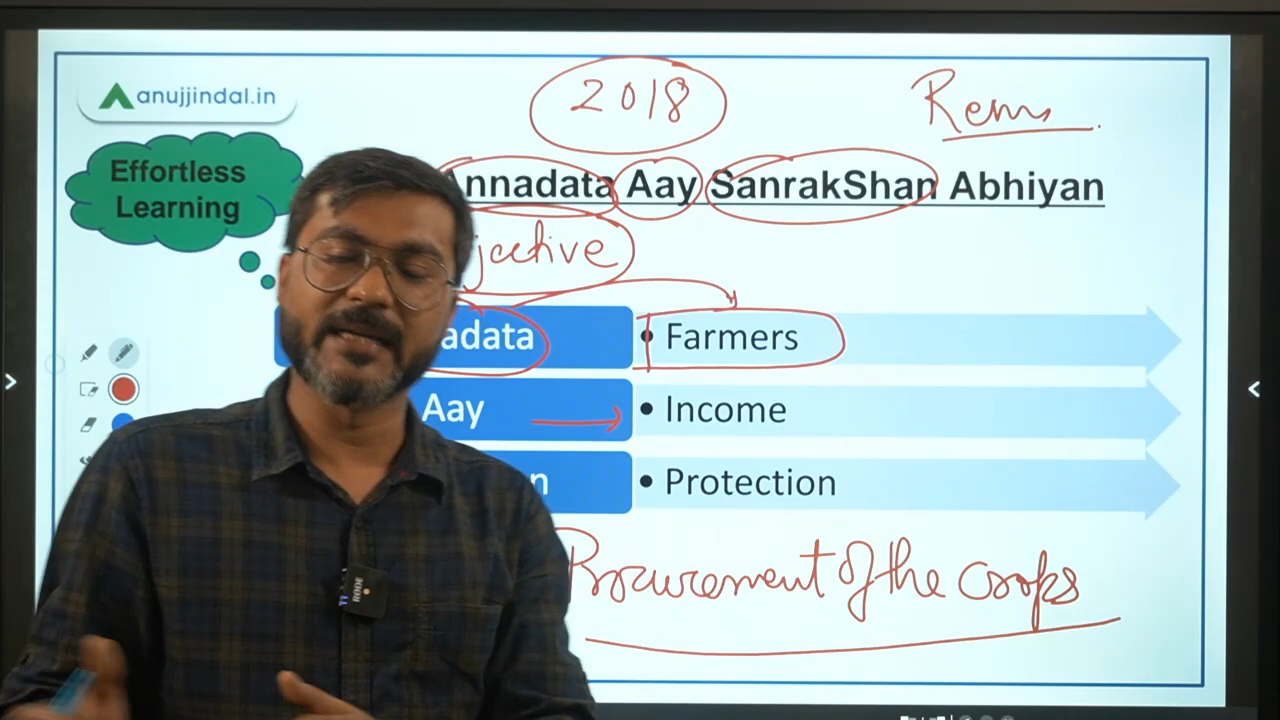 2018
Rem
anujjindal.in
Effortless
Learning
Annadata Aay SanrakShan Abhiyan
jective
adata • Farmers
Aay • Income
n • Protection
Procurement of the crops
RODE